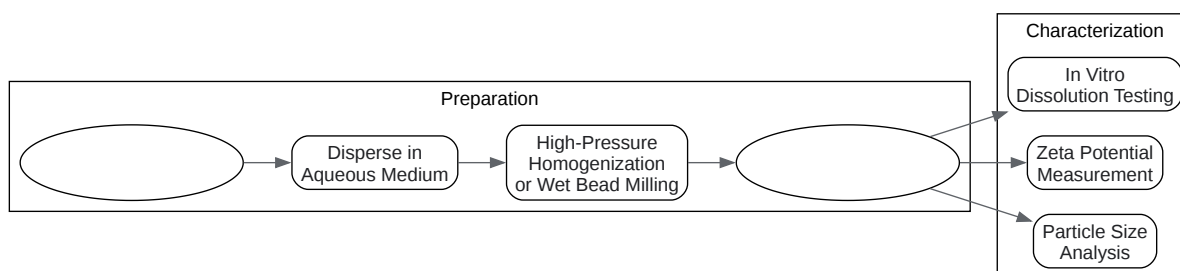 Preparation
Disperse in
Aqueous Medium
High-Pressure
Homogenization
or Wet Bead Milling
Characterization
In Vitro
Dissolution Testing
Zeta Potential
Measurement
Particle Size
Analysis